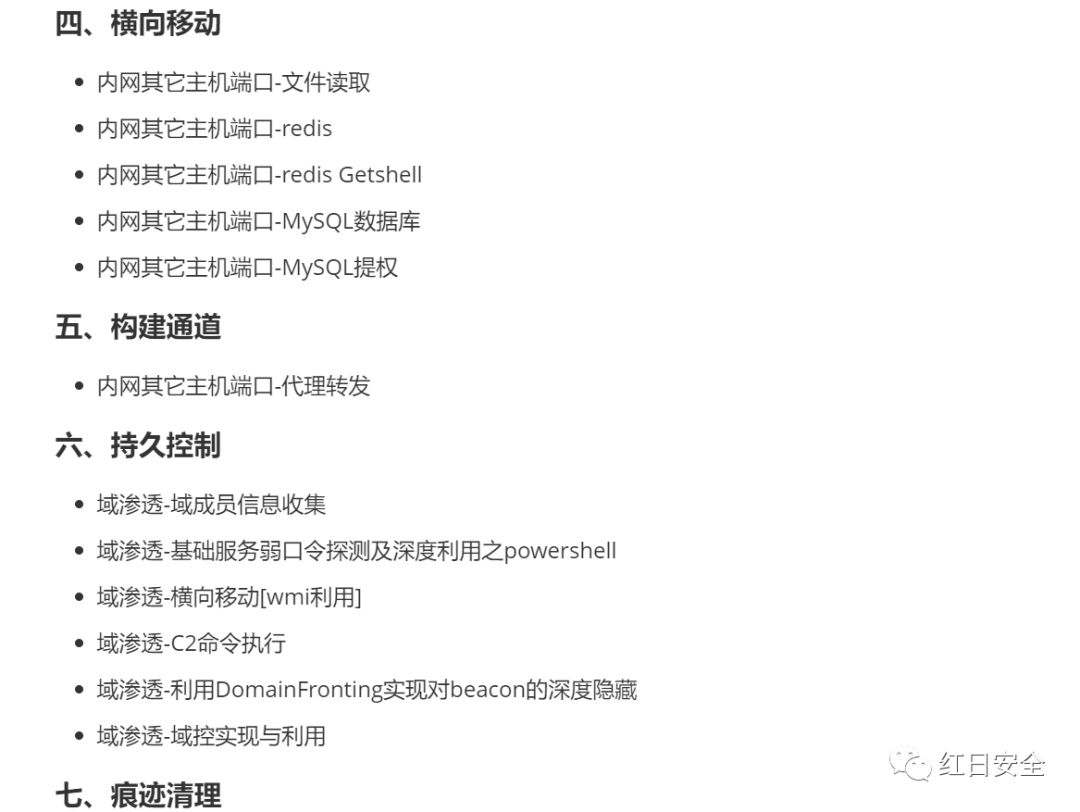 四、横向移动
• 内网其它主机端口-文件读取
• 内网其它主机端口-redis
• 内网其它主机端口-redis Getshell
• 内网其它主机端口-MySQL数据库
• 内网其它主机端口-MySQL提权
五、构建通道
• 内网其它主机端口-代理转发
六、持久控制
• 域渗透-域成员信息收集
• 域渗透-基础服务弱口令探测及深度利用之powershell
• 域渗透-横向移动[wmi利用]
• 域渗透-C2命令执行
• 域渗透-利用DomainFronting实现对beacon的深度隐藏
• 域渗透-域控实现与利用
红日安全
七、痕迹清理